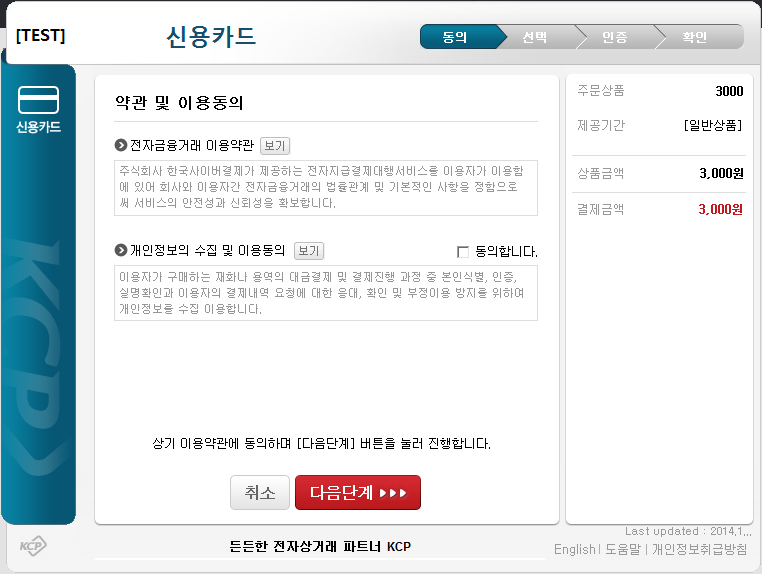 [TEST]
신용카드
동의
선택
인증
확인
신용카드
약관 및 이용동의
전자금융거래 이용약관 보기
주식회사 한국사이버결제가 제공하는 전자지급결제대행서비스를 이용자가 이용함
에 있어 회사와 이용자간 전자금융거래의 법률관계 및 기본적인 사항을 정함으로
써 서비스의 안전성과 신뢰성을 확보합니다.
개인정보의 수집 및 이용동의 보기
동의합니다.
이용자가 구매하는 재화나 용역의 대금결제 및 결제진행 과정 중 본인식별, 인증,
실명확인과 이용자의 결제내역 요청에 대한 응대, 확인 및 부정이용 방지를 위하여
개인정보를 수집 이용합니다.
상기 이용약관에 동의하며 [다음단계] 버튼을 눌러 진행합니다.
취소
다음단계
주문상품 3000
제공기간 [일반상품]
상품금액 3,000원
결제금액 3,000원
KCP
KCP
든든한 전자상거래 파트너 KCP
Last updated : 2014,1,..
English| 도움말 | 개인정보취급방침